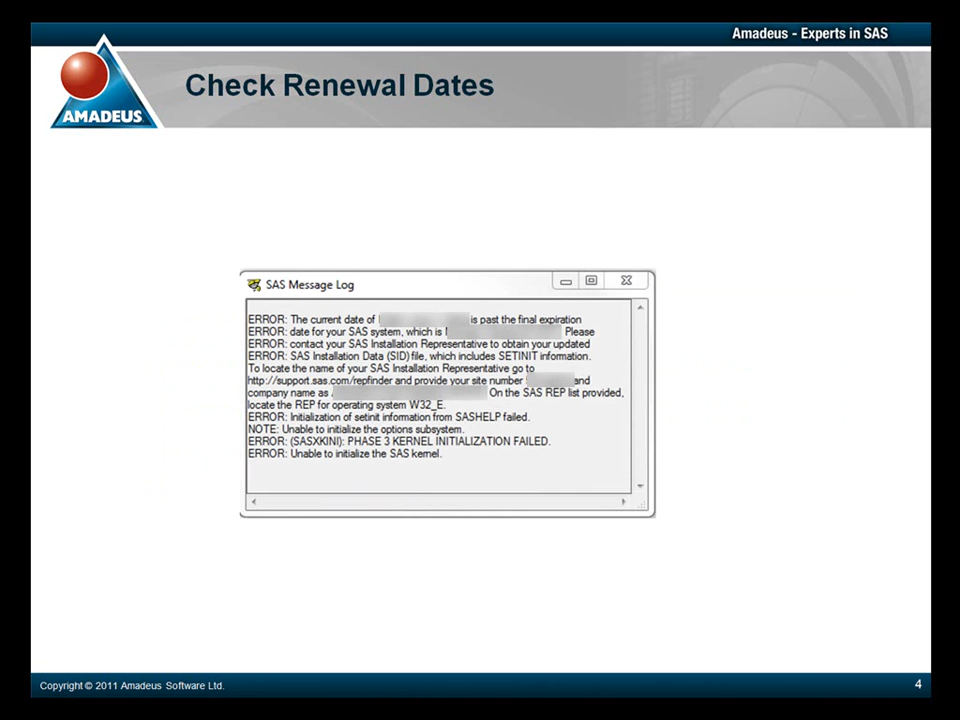 Amadeus - Experts in SAS
AMADEUS
Check Renewal Dates
SAS Message Log
ERROR: The current date of is past the final expiration
ERROR: date for your SAS system, which is Please
ERROR: contact your SAS Installation Representative to obtain your updated
ERROR: SAS Installation Data (SID) file, which includes SETINIT information.
To locate the name of your SAS Installation Representative go to
http://support.sas.com/repfinder and provide your site number and
company name as On the SAS REP list provided,
locate the REP for operating system W32_E.
ERROR: Initialization of setinit information from SASHELP failed.
NOTE: Unable to initialize the options subsystem.
ERROR: (SASXKINI): PHASE 3 KERNEL INITIALIZATION FAILED.
ERROR: Unable to initialize the SAS kernel.
Copyright © 2011 Amadeus Software Ltd.
4